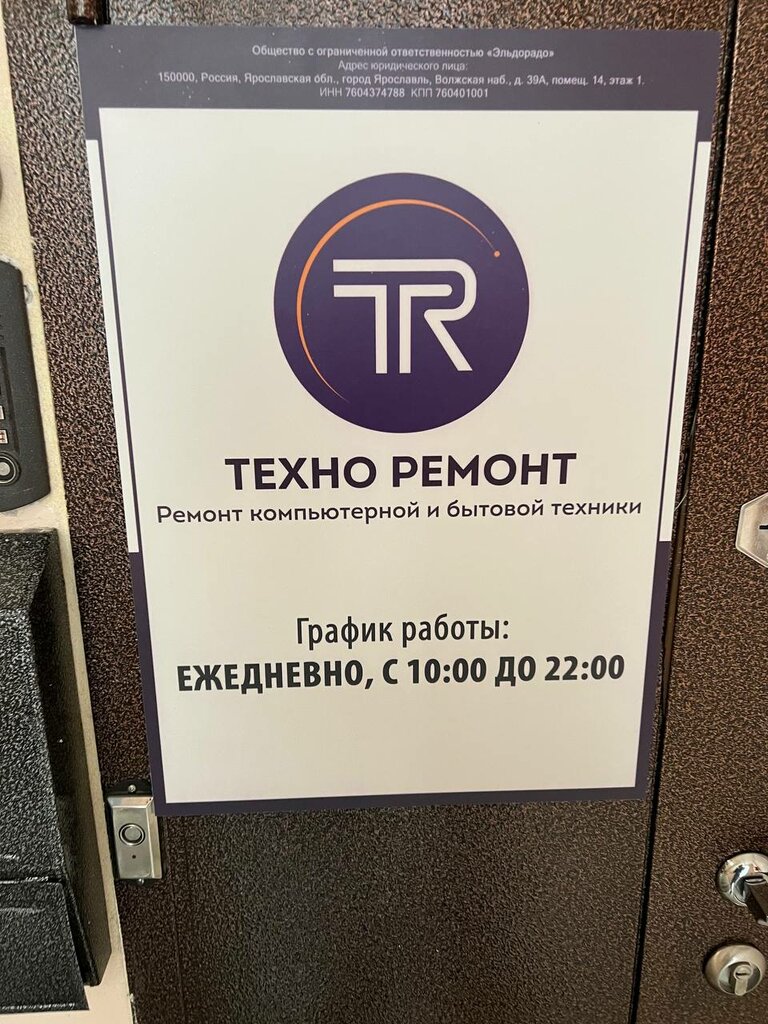 Общество с ограниченной ответственностью «Эльдорадо»
Адрес юридического лица:
150000, Россия, Ярославская обл., город Ярославль, Волжская наб., д. 39А, помещ. 14, этаж 1.
ИНН 7604374788 КПП 760401001
TR
ТЕХНО РЕМОНТ
Ремонт компьютерной и бытовой техники
График работы:
ЕЖЕДНЕВНО, С 10:00 ДО 22:00